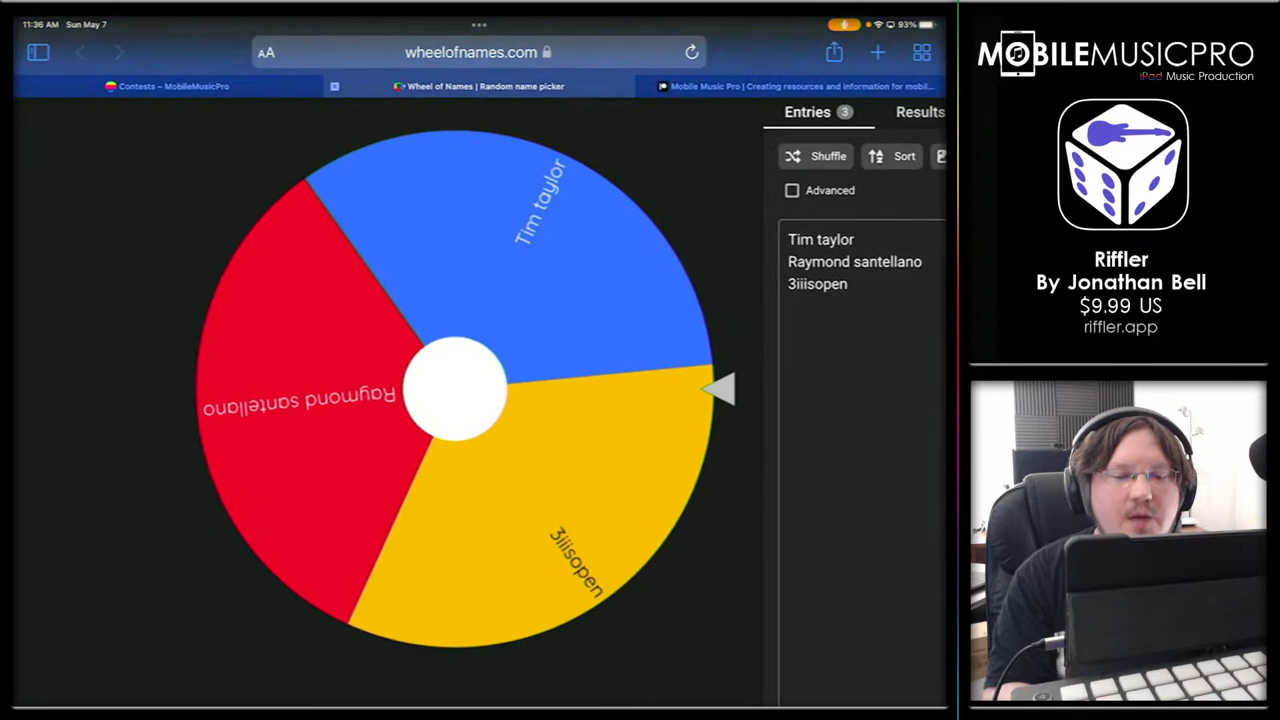 11:36 AM Sun May 7
93%
AA
wheelofnames.com
Contests – MobileMusicPro
Wheel of Names | Random name picker
Mobile Music Pro | Creating resources and information for mobil...
Entries 3
Results
Shuffle
Sort
Advanced
Tim taylor
Raymond santellano
3iiisopen
Tim taylor
Raymond santellano
3iiisopen
MOBILEMUSICPRO
iPad Music Production
Riffler
By Jonathan Bell
$9.99 US
riffler.app